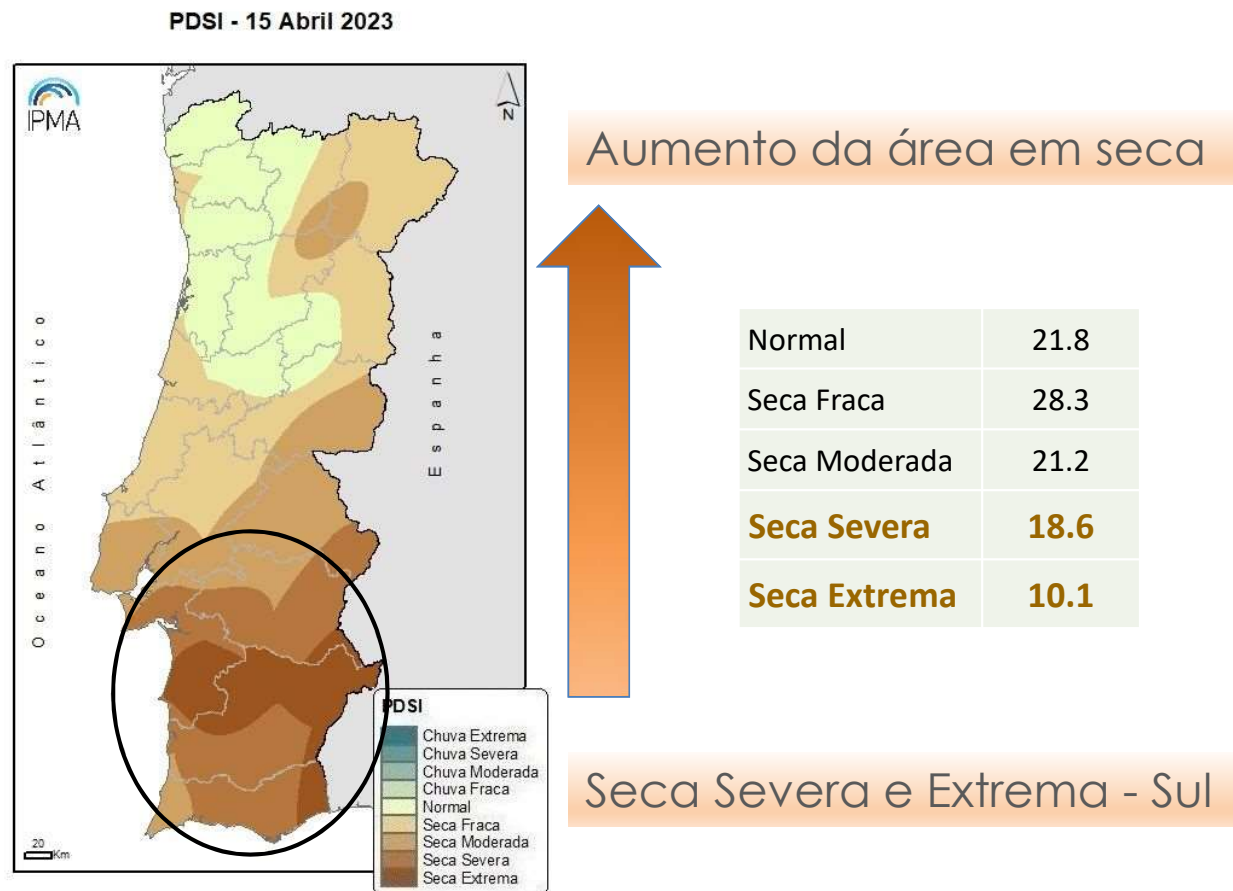 PDSI - 15 Abril 2023
IPMA
N
Oceano Atlântico
Espanha
20
Km
PDSI
Chuva Extrema
Chuva Severa
Chuva Moderada
Chuva Fraca
Normal
Seca Fraca
Seca Moderada
Seca Severa
Seca Extrema
Aumento da área em seca
Normal 21.8
Seca Fraca 28.3
Seca Moderada 21.2
Seca Severa 18.6
Seca Extrema 10.1
Seca Severa e Extrema - Sul